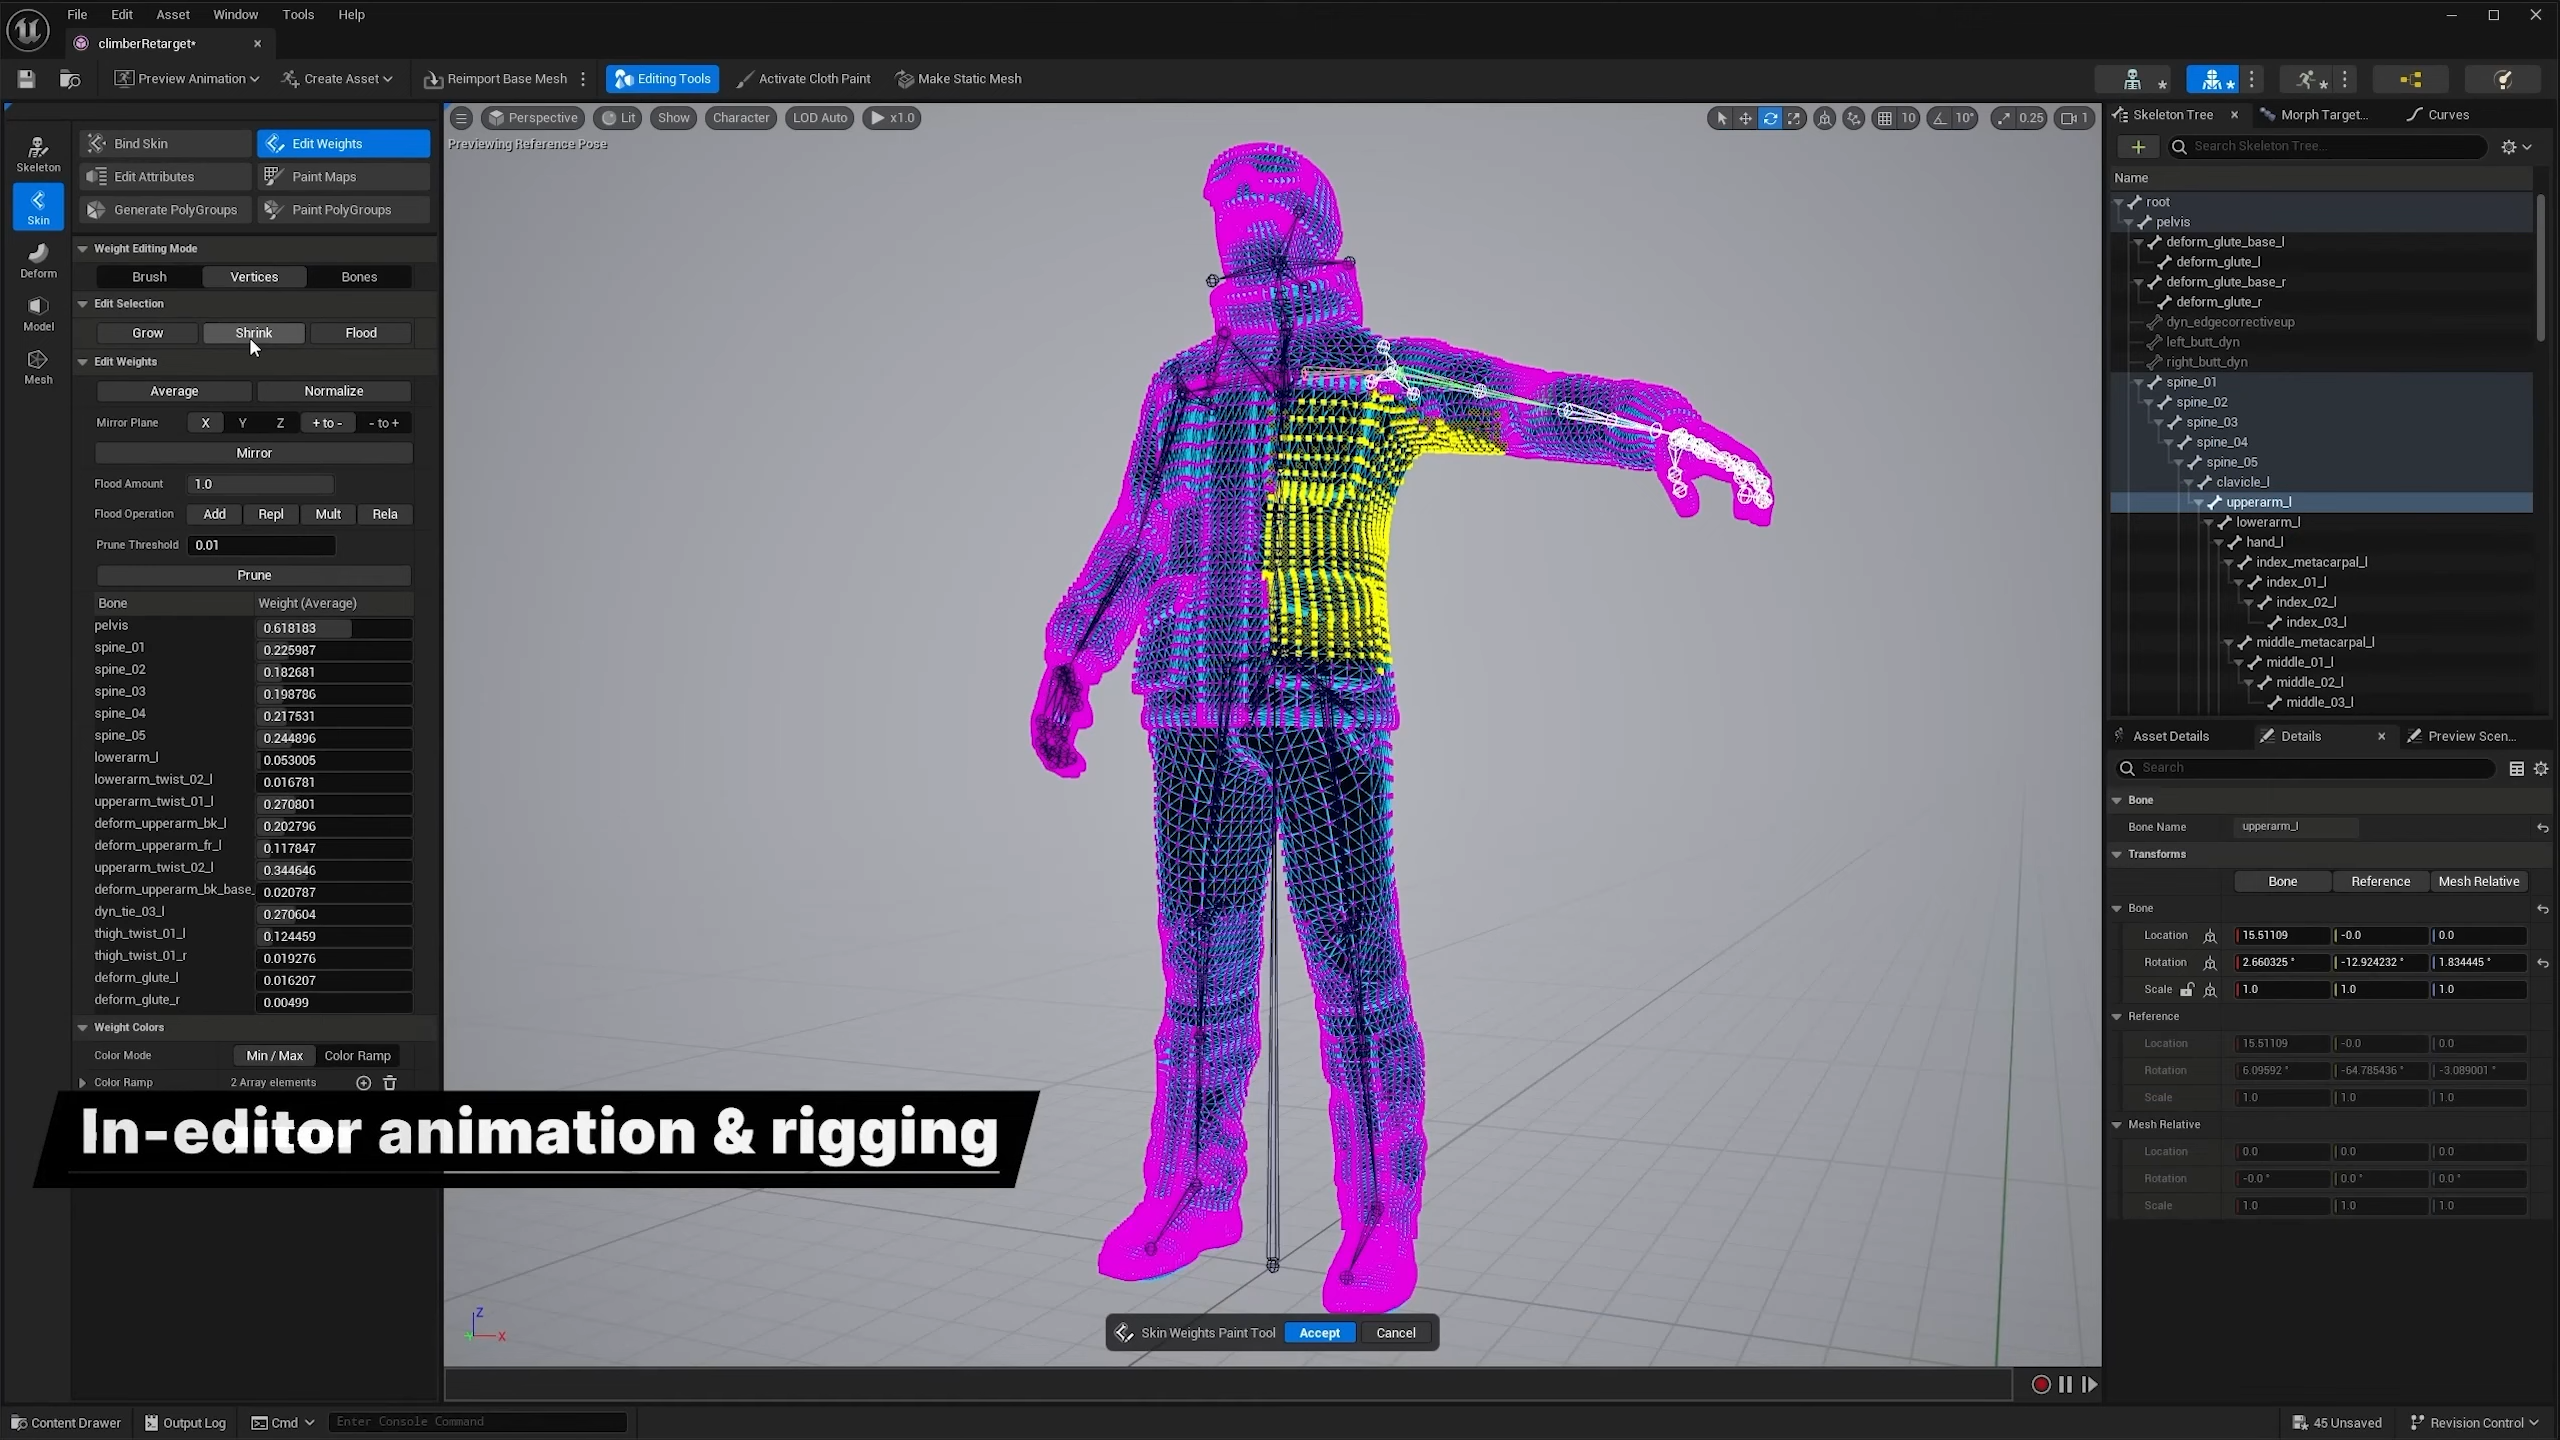 File Edit Asset Window Tools Help
climberRetarget*
Preview Animation Create Asset Reimport Base Mesh Editing Tools Activate Cloth Paint Make Static Mesh
Skeleton
Skin
Deform
Model
Mesh
Bind Skin Edit Weights
Edit Attributes Paint Maps
Generate PolyGroups Paint PolyGroups
Weight Editing Mode
Brush Vertices Bones
Edit Selection
Grow Shrink Flood
Edit Weights
Average Normalize
Mirror Plane X Y Z + to - - to +
Mirror
Flood Amount 1.0
Flood Operation Add Repl Mult Rela
Prune Threshold 0.01
Prune
Bone Weight (Average)
pelvis 0.618183
spine_01 0.225987
spine_02 0.182681
spine_03 0.198786
spine_04 0.217531
spine_05 0.244896
lowerarm_l 0.053005
lowerarm_twist_02_l 0.016781
upperarm_twist_01_l 0.270801
deform_upperarm_bk_l 0.202796
deform_upperarm_fr_l 0.117847
upperarm_twist_02_l 0.344646
deform_upperarm_bk_base_ 0.020787
dyn_tie_03_l 0.270604
thigh_twist_01_l 0.124459
thigh_twist_01_r 0.019276
deform_glute_l 0.016207
deform_glute_r 0.00499
Weight Colors
Color Mode Min / Max Color Ramp
Color Ramp 2 Array elements
In-editor animation & rigging
Perspective Lit Show Character LOD Auto x1.0
10 10° 0.25 1
Previewing Reference Pose
Z
X
Skin Weights Paint Tool Accept Cancel
Skeleton Tree Morph Target... Curves
Search Skeleton Tree...
Name
root
pelvis
deform_glute_base_l
deform_glute_l
deform_glute_base_r
deform_glute_r
dyn_edgecorrectiveup
left_butt_dyn
right_butt_dyn
spine_01
spine_02
spine_03
spine_04
spine_05
clavicle_l
upperarm_l
lowerarm_l
hand_l
index_metacarpal_l
index_01_l
index_02_l
index_03_l
middle_metacarpal_l
middle_01_l
middle_02_l
middle_03_l
Asset Details Details Preview Scen...
Search
Bone
Bone Name upperarm_l
Transforms
Bone Reference Mesh Relative
Bone
Location 15.51109 -0.0 0.0
Rotation 2.660325 ° -12.924232 ° 1.834445 °
Scale 1.0 1.0 1.0
Reference
Location 15.51109 -0.0 0.0
Rotation 6.09592 ° -64.785436 ° -3.089001 °
Scale 1.0 1.0 1.0
Mesh Relative
Location 0.0 0.0 0.0
Rotation -0.0 ° 0.0 ° 0.0 °
Scale 1.0 1.0 1.0
Content Drawer Output Log Cmd Enter Console Command 45 Unsaved Revision Control